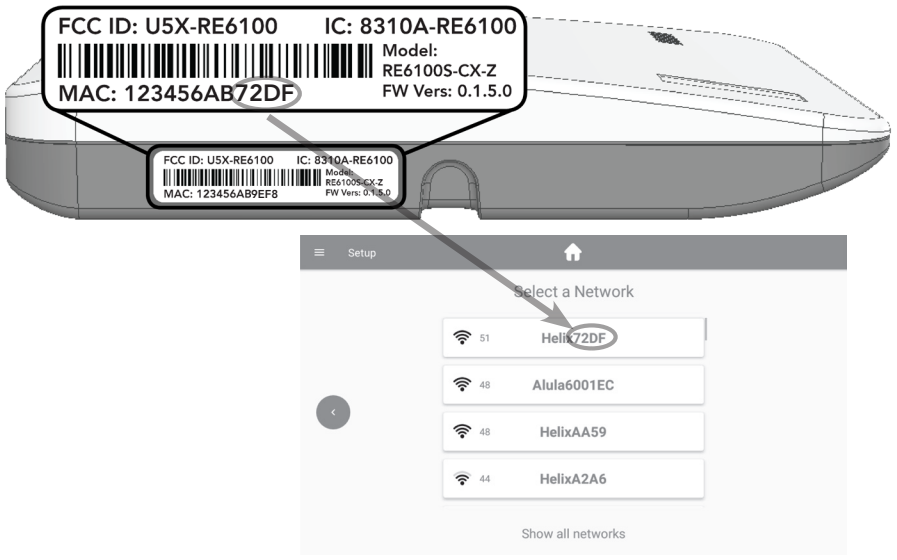 FCC ID: U5X-RE6100 IC: 8310A-RE6100
Model:
RE6100S-CX-Z
MAC: 123456AB72DF FW Vers: 0.1.5.0
FCC ID: U5X-RE6100 IC: 8310A-RE6100
Model:
RE6100S-CX-Z
MAC: 123456AB9EF8 FW Vers: 0.1.5.0
Setup
Select a Network
51 Helix72DF
48 Alula6001EC
48 HelixAA59
44 HelixA2A6
Show all networks